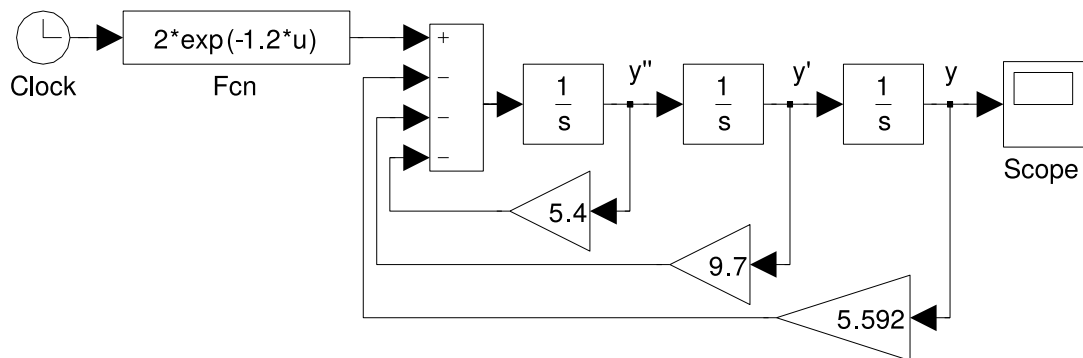 2*exp(-1.2*u)
Clock
Fcn
+
−
−
−
1
s
y''
1
s
y'
1
s
y
Scope
5.4
9.7
5.592